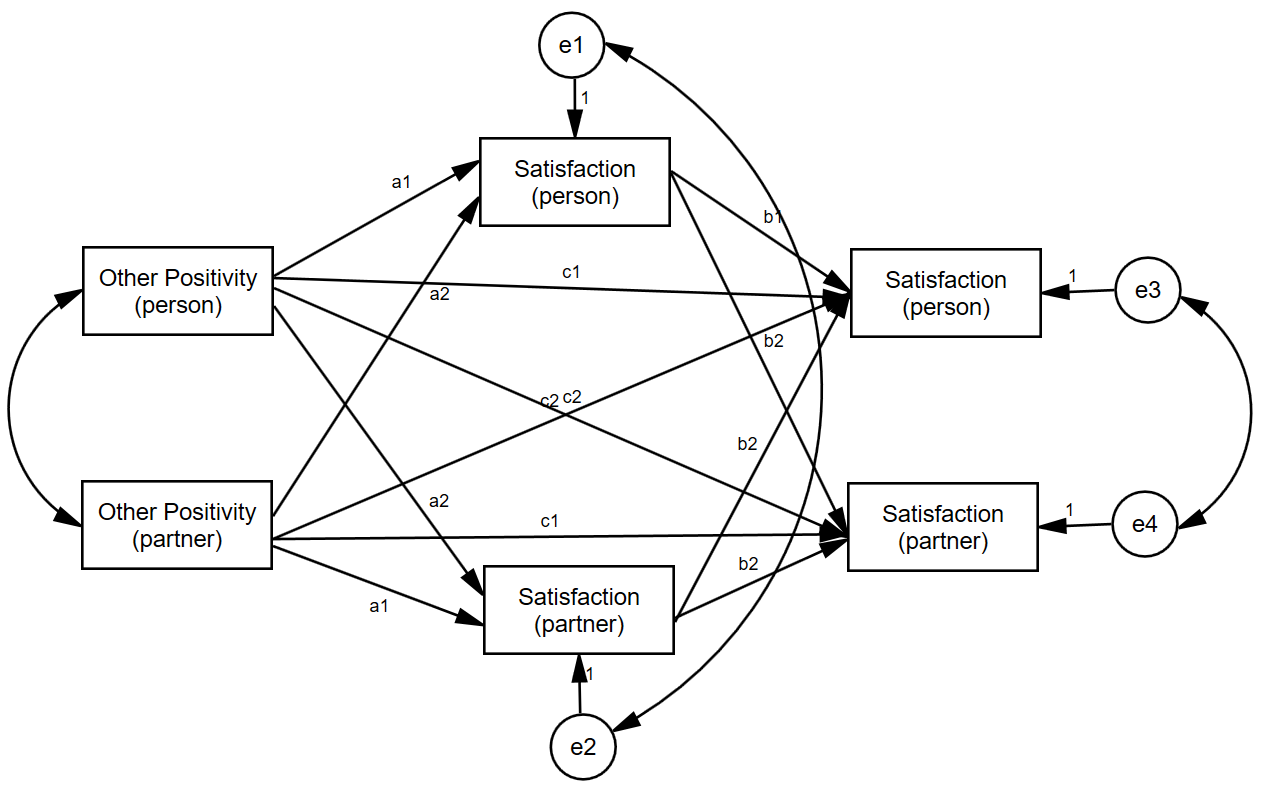 e1
1
Satisfaction
(person)
a1
b1
Other Positivity
(person)
c1
a2
Satisfaction
(person)
1
e3
b2
c2
c2
b2
a2
Other Positivity
(partner)
c1
Satisfaction
(partner)
1
e4
b2
a1
Satisfaction
(partner)
1
e2